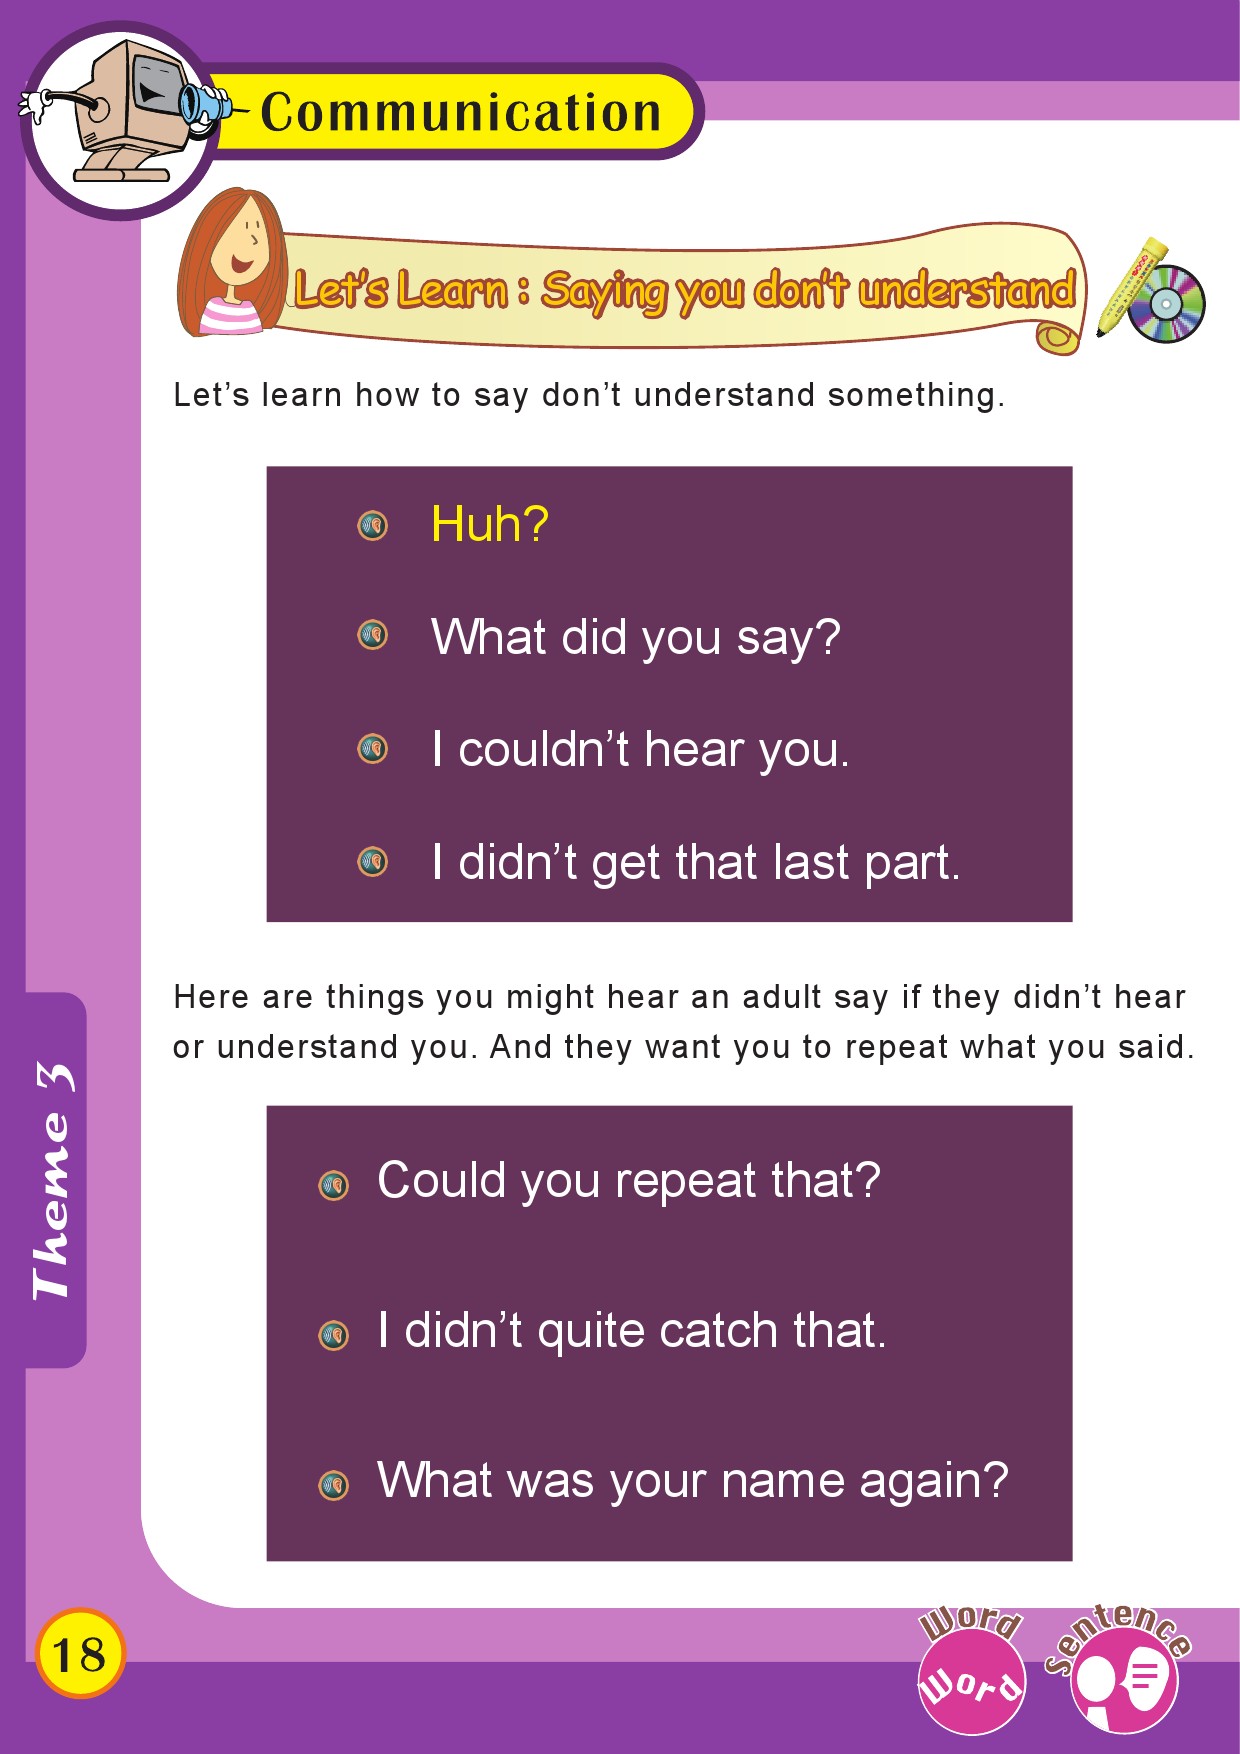 Communication
Let's Learn : Saying you don't understand
Let's learn how to say don't understand something.
Huh?
What did you say?
I couldn't hear you.
I didn't get that last part.
Here are things you might hear an adult say if they didn't hear
or understand you. And they want you to repeat what you said.
Could you repeat that?
I didn't quite catch that.
What was your name again?
Theme 3
18
Word
Word
Sentence